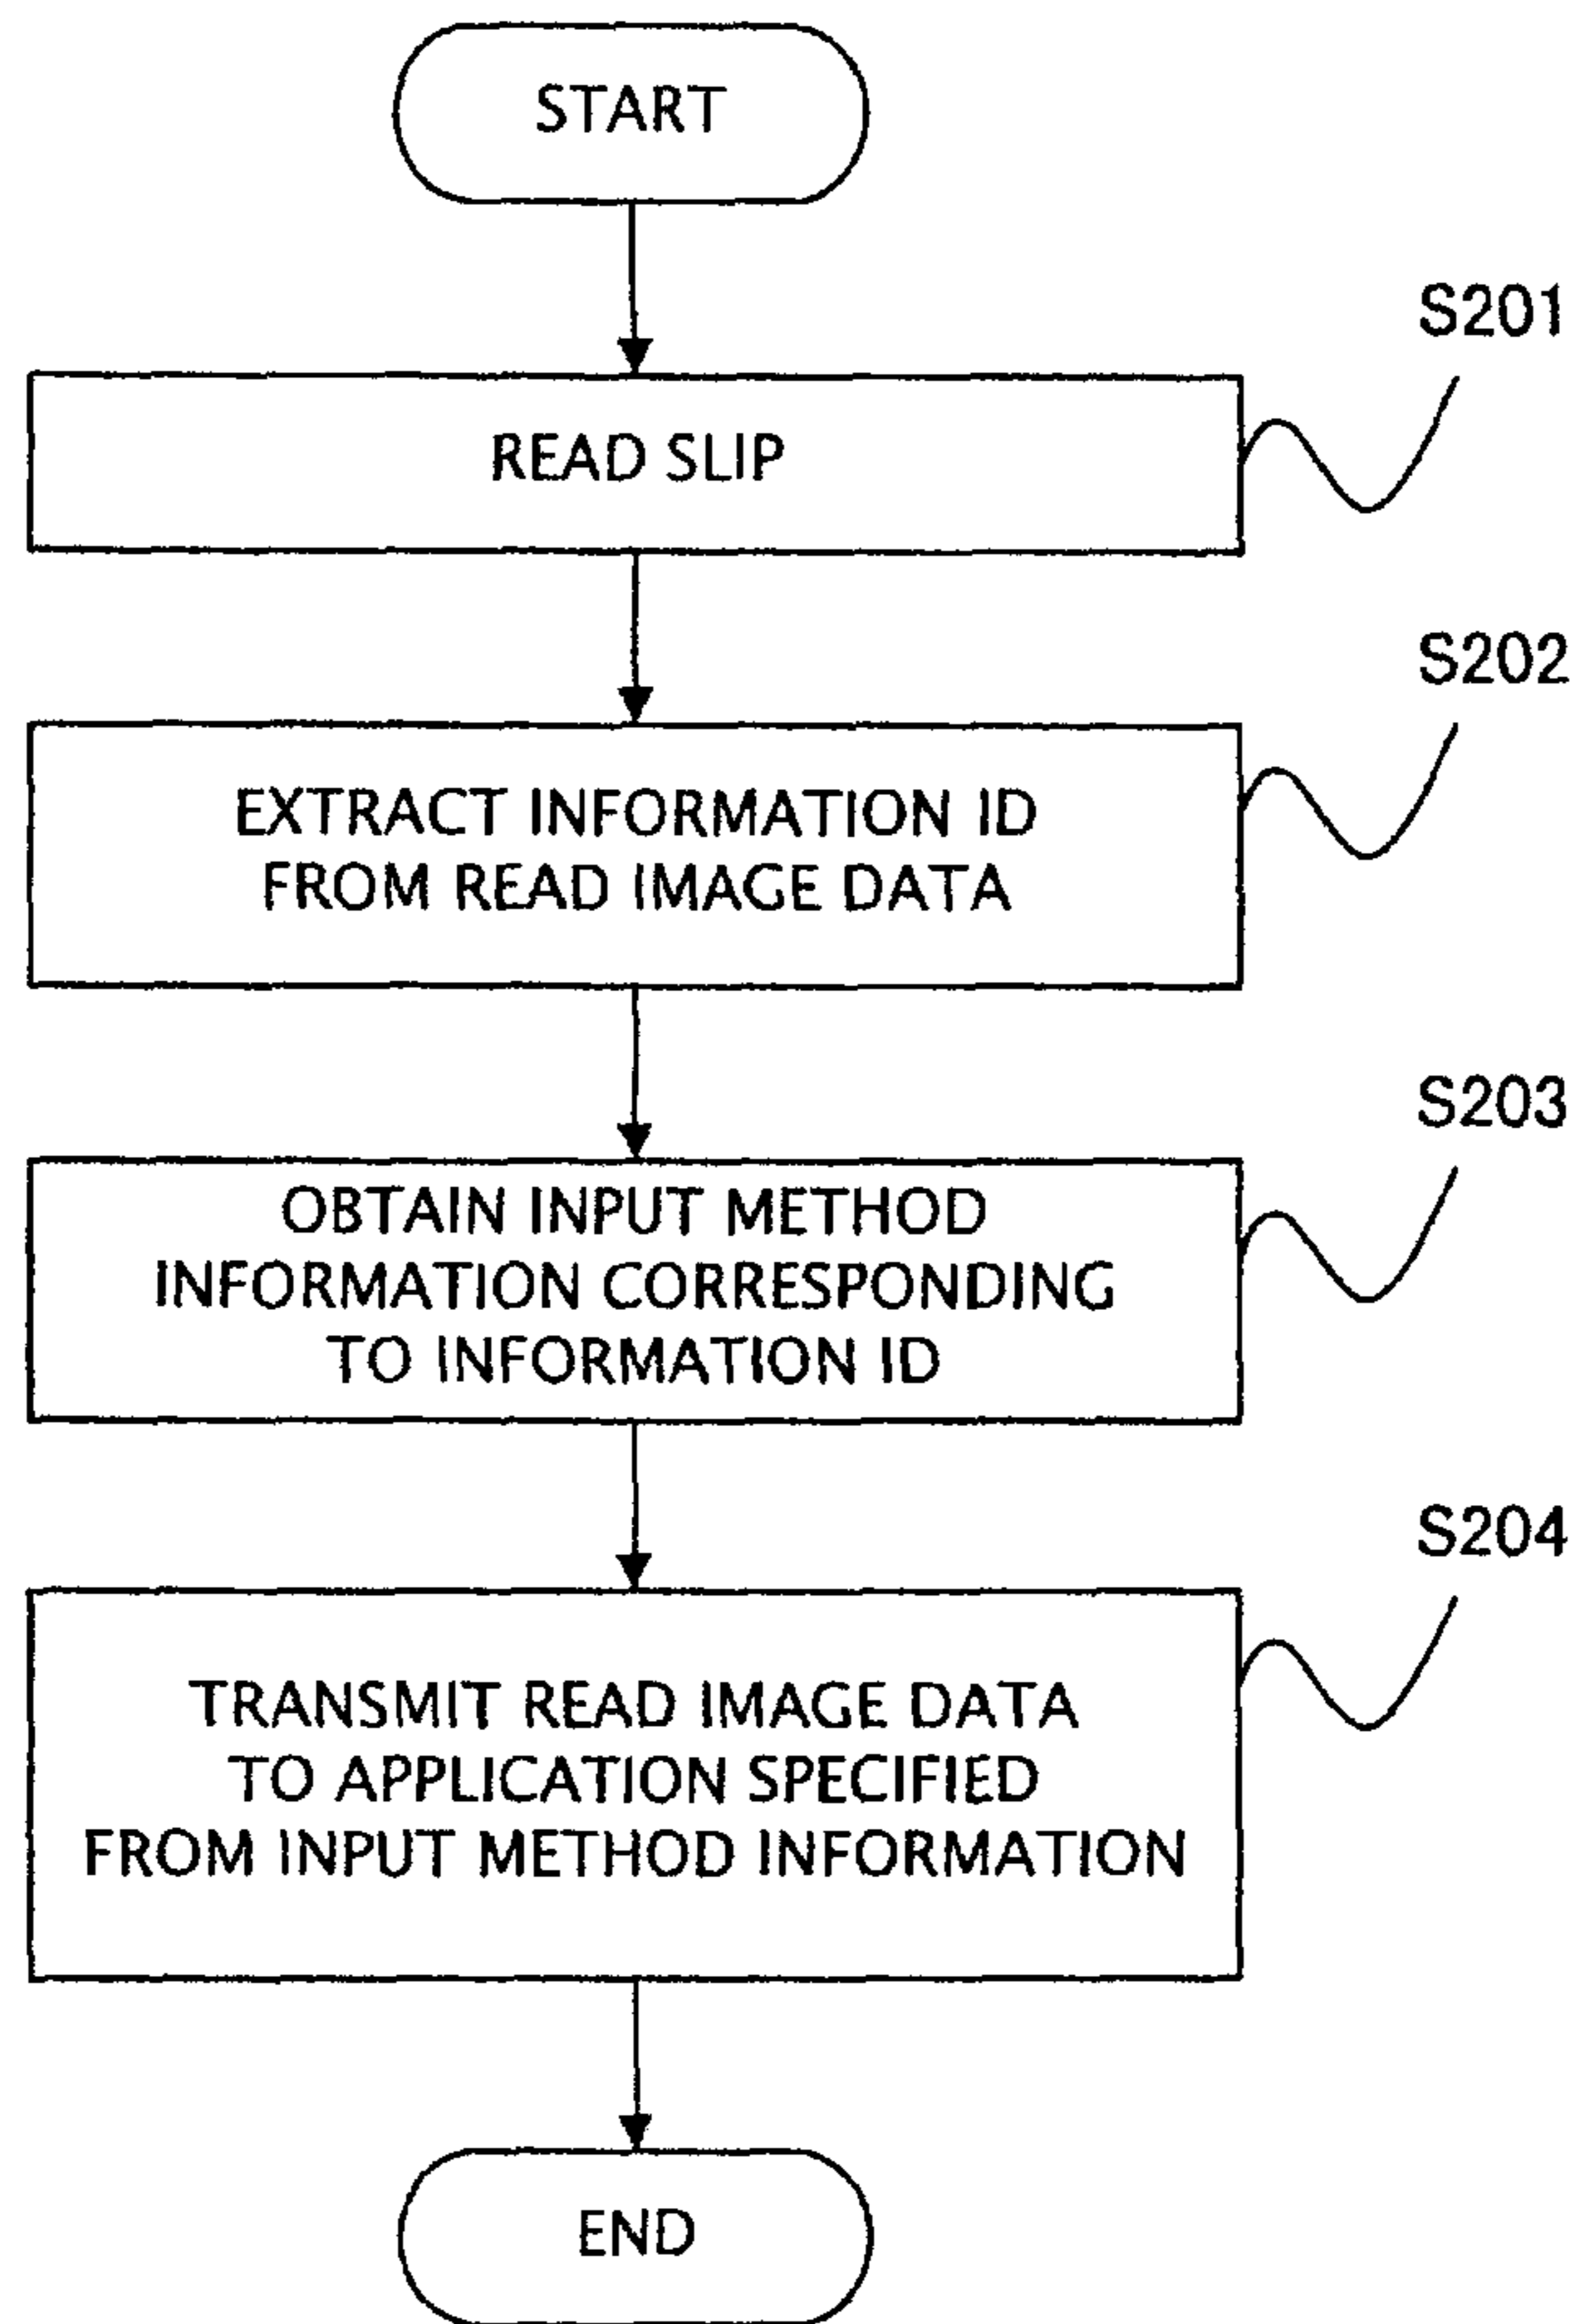 START
S201
READ SLIP
S202
EXTRACT INFORMATION ID
FROM READ IMAGE DATA
S203
OBTAIN INPUT METHOD
INFORMATION CORRESPONDING
TO INFORMATION ID
S204
TRANSMIT READ IMAGE DATA
TO APPLICATION SPECIFIED
FROM INPUT METHOD INFORMATION
END